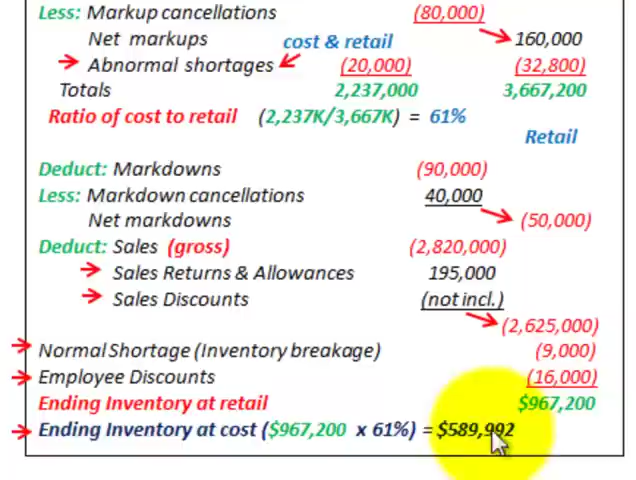 Less: Markup cancellations (80,000)
Net markups cost & retail 160,000
Abnormal shortages (20,000) (32,800)
Totals 2,237,000 3,667,200
Ratio of cost to retail (2,237K/3,667K) = 61%
Retail
Deduct: Markdowns (90,000)
Less: Markdown cancellations 40,000
Net markdowns (50,000)
Deduct: Sales (gross) (2,820,000)
Sales Returns & Allowances 195,000
Sales Discounts (not incl.)
(2,625,000)
Normal Shortage (Inventory breakage) (9,000)
Employee Discounts (16,000)
Ending Inventory at retail $967,200
Ending Inventory at cost ($967,200 x 61%) = $589,992